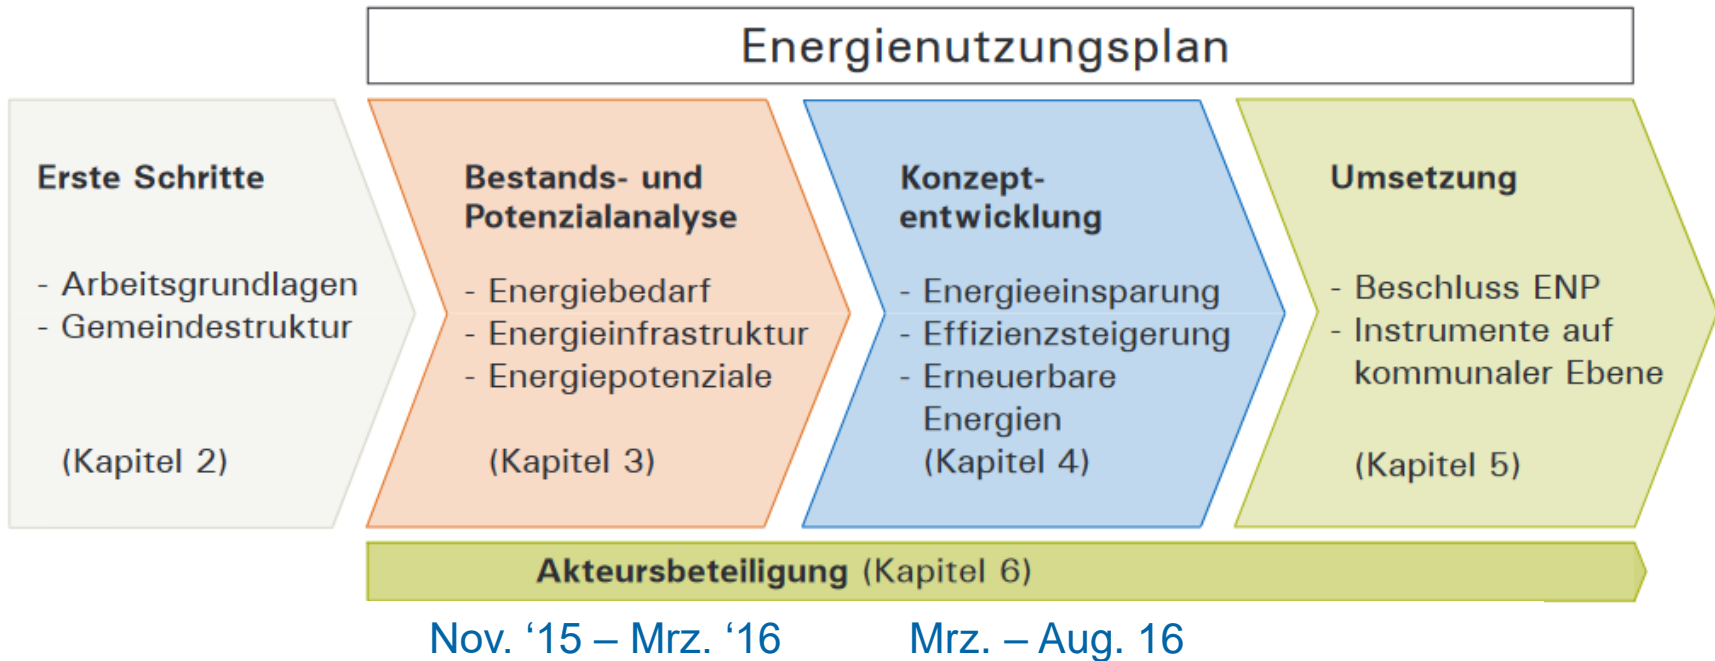 Energienutzungsplan
Erste Schritte
- Arbeitsgrundlagen
- Gemeindestruktur
(Kapitel 2)
Bestands- und
Potenzialanalyse
- Energiebedarf
- Energieinfrastruktur
- Energiepotenziale
(Kapitel 3)
Konzept-
entwicklung
- Energieeinsparung
- Effizienzsteigerung
- Erneuerbare
Energien
(Kapitel 4)
Umsetzung
- Beschluss ENP
- Instrumente auf
kommunaler Ebene
(Kapitel 5)
Akteursbeteiligung (Kapitel 6)
Nov. ‘15 – Mrz. ‘16
Mrz. – Aug. 16